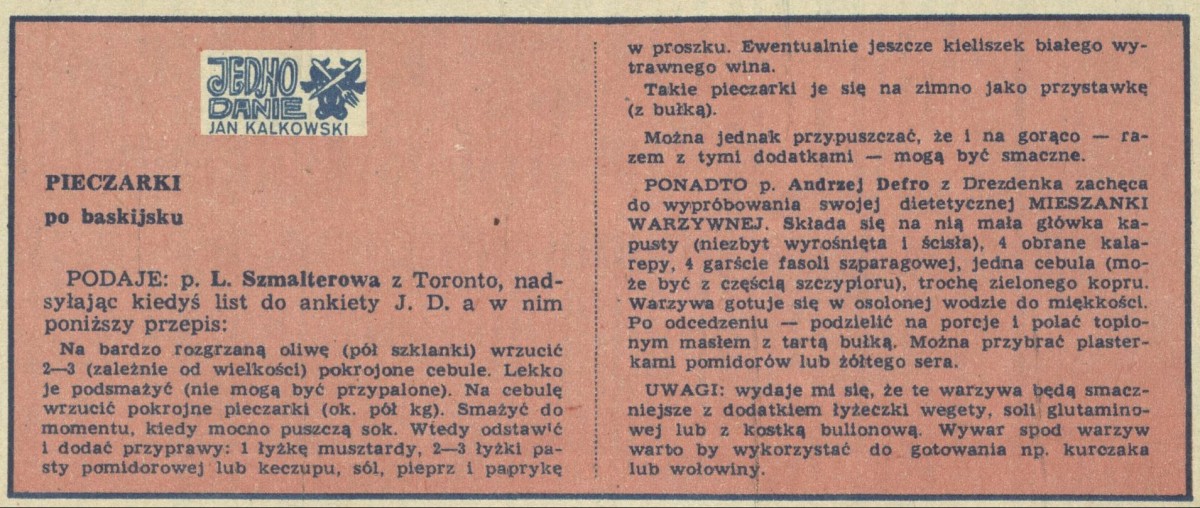 JEDNO
DANIE
JAN KALKOWSKI
PIECZARKI
po baskijsku
PODAJE: p. L. Szmalterowa z Toronto, nad-
syłając kiedyś list do ankiety J. D. a w nim
poniższy przepis:
Na bardzo rozgrzaną oliwę (pół szklanki) wrzucić
2—3 (zależnie od wielkości) pokrojone cebule. Lekko
je podsmażyć (nie mogą być przypalone). Na cebulę
wrzucić pokrojne pieczarki (ok. pół kg). Smażyć do
momentu, kiedy mocno puszczą sok. Wtedy odstawić
i dodać przyprawy: 1 łyżkę musztardy, 2—3 łyżki pa-
sty pomidorowej lub keczupu, sól, pieprz i paprykę
w proszku. Ewentualnie jeszcze kieliszek białego wy-
trawnego wina.
Takie pieczarki je się na zimno jako przystawkę
(z bułką).
Można jednak przypuszczać, że i na gorąco — ra-
zem z tymi dodatkami — mogą być smaczne.
PONADTO p. Andrzej Defro z Drezdenka zachęca
do wypróbowania swojej dietetycznej MIESZANKI
WARZYWNEJ. Składa się na nią mała główka ka-
pusty (niezbyt wyrośnięta i ścisła), 4 obrane kala-
repy, 4 garście fasoli szparagowej, jedna cebula (mo-
że być z częścią szczypioru), trochę zielonego kopru.
Warzywa gotuje się w osolonej wodzie do miękkości.
Po odcedzeniu — podzielić na porcje i polać topio-
nym masłem z tartą bułką. Można przybrać plaster-
kami pomidorów lub żółtego sera.
UWAGI: wydaje mi się, że te warzywa będą smacz-
niejsze z dodatkiem łyżeczki wegety, soli glutamino-
wej lub z kostką bulionową. Wywar spod warzyw
warto by wykorzystać do gotowania np. kurczaka
lub wołowiny.